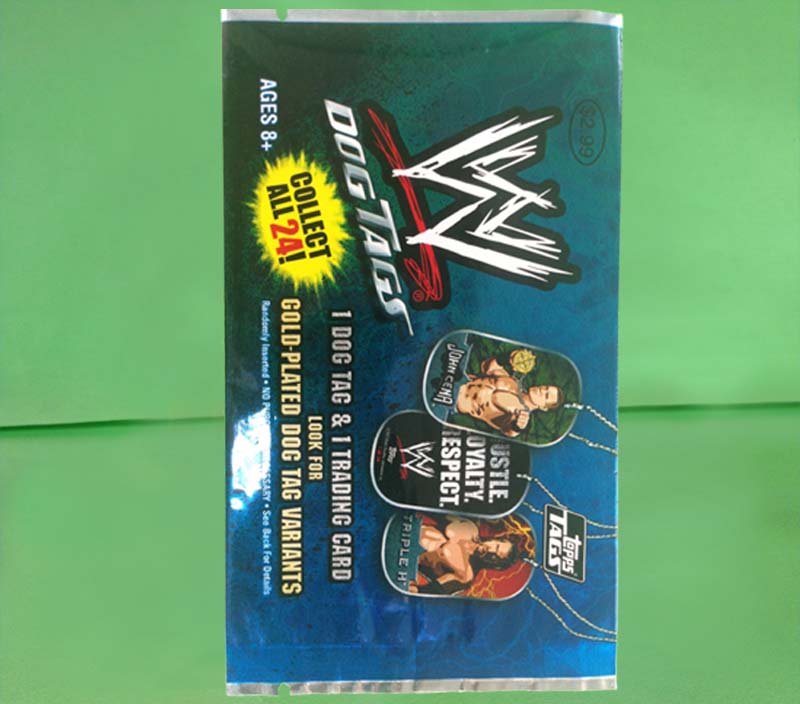 $2.99
W
DOG TAGS
®
AGES 8+
COLLECT
ALL 24!
topps
TAGS
JOHN CENA
HUSTLE.
LOYALTY.
RESPECT.
W
topps
TRIPLE H
1 DOG TAG & 1 TRADING CARD
LOOK FOR
GOLD-PLATED DOG TAG VARIANTS
Randomly Inserted • NO • See Back For Details